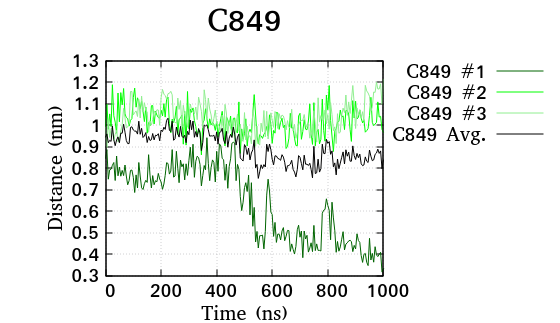 C849
1.3
1.2
1.1
1
0.9
0.8
0.7
0.6
0.5
0.4
0.3
0 200 400 600 800 1000
Distance (nm)
Time (ns)
C849 #1
C849 #2
C849 #3
C849 Avg.